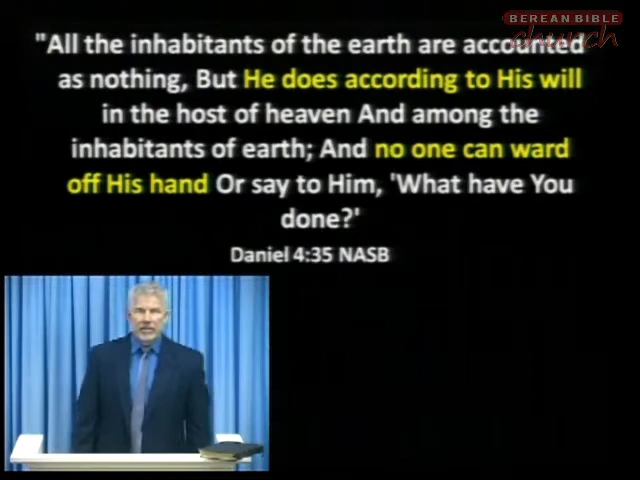 BEREAN BIBLE
church
"All the inhabitants of the earth are accounted
as nothing, But He does according to His will
in the host of heaven And among the
inhabitants of earth; And no one can ward
off His hand Or say to Him, 'What have You
done?'
Daniel 4:35 NASB